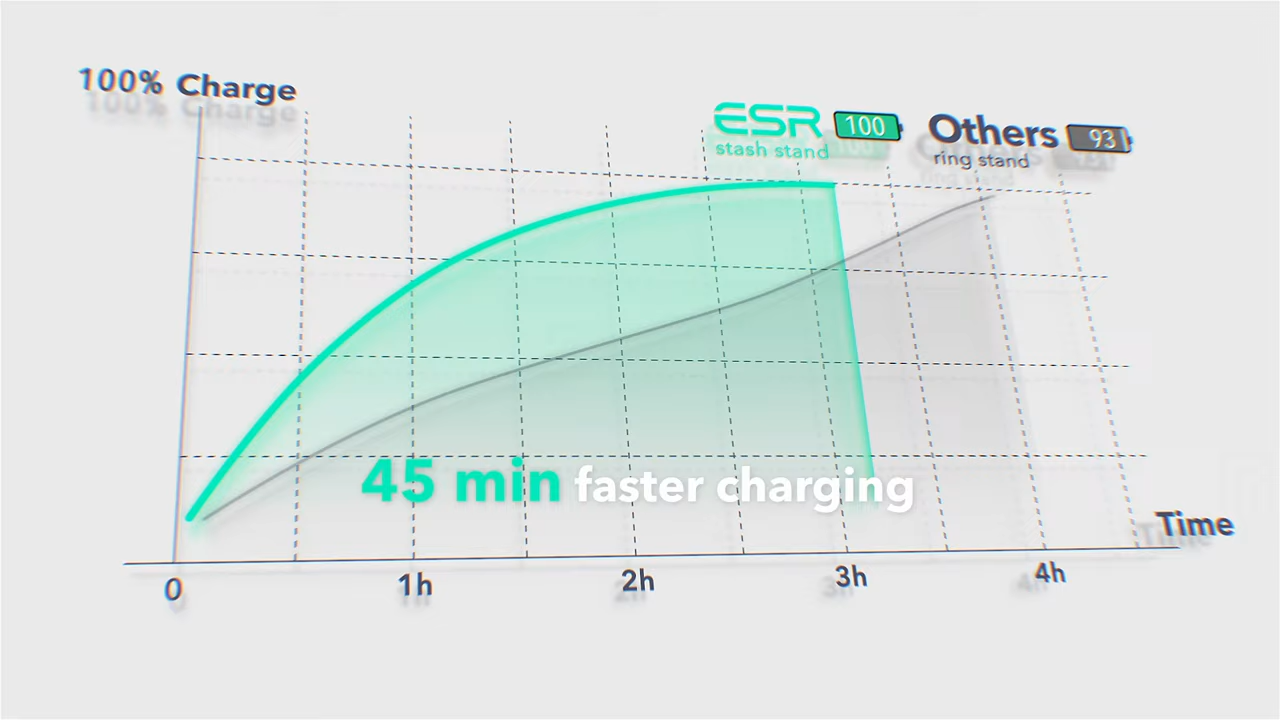 100% Charge
ESR 100
stash stand
Others 93
ring stand
45 min faster charging
Time
0 1h 2h 3h 4h